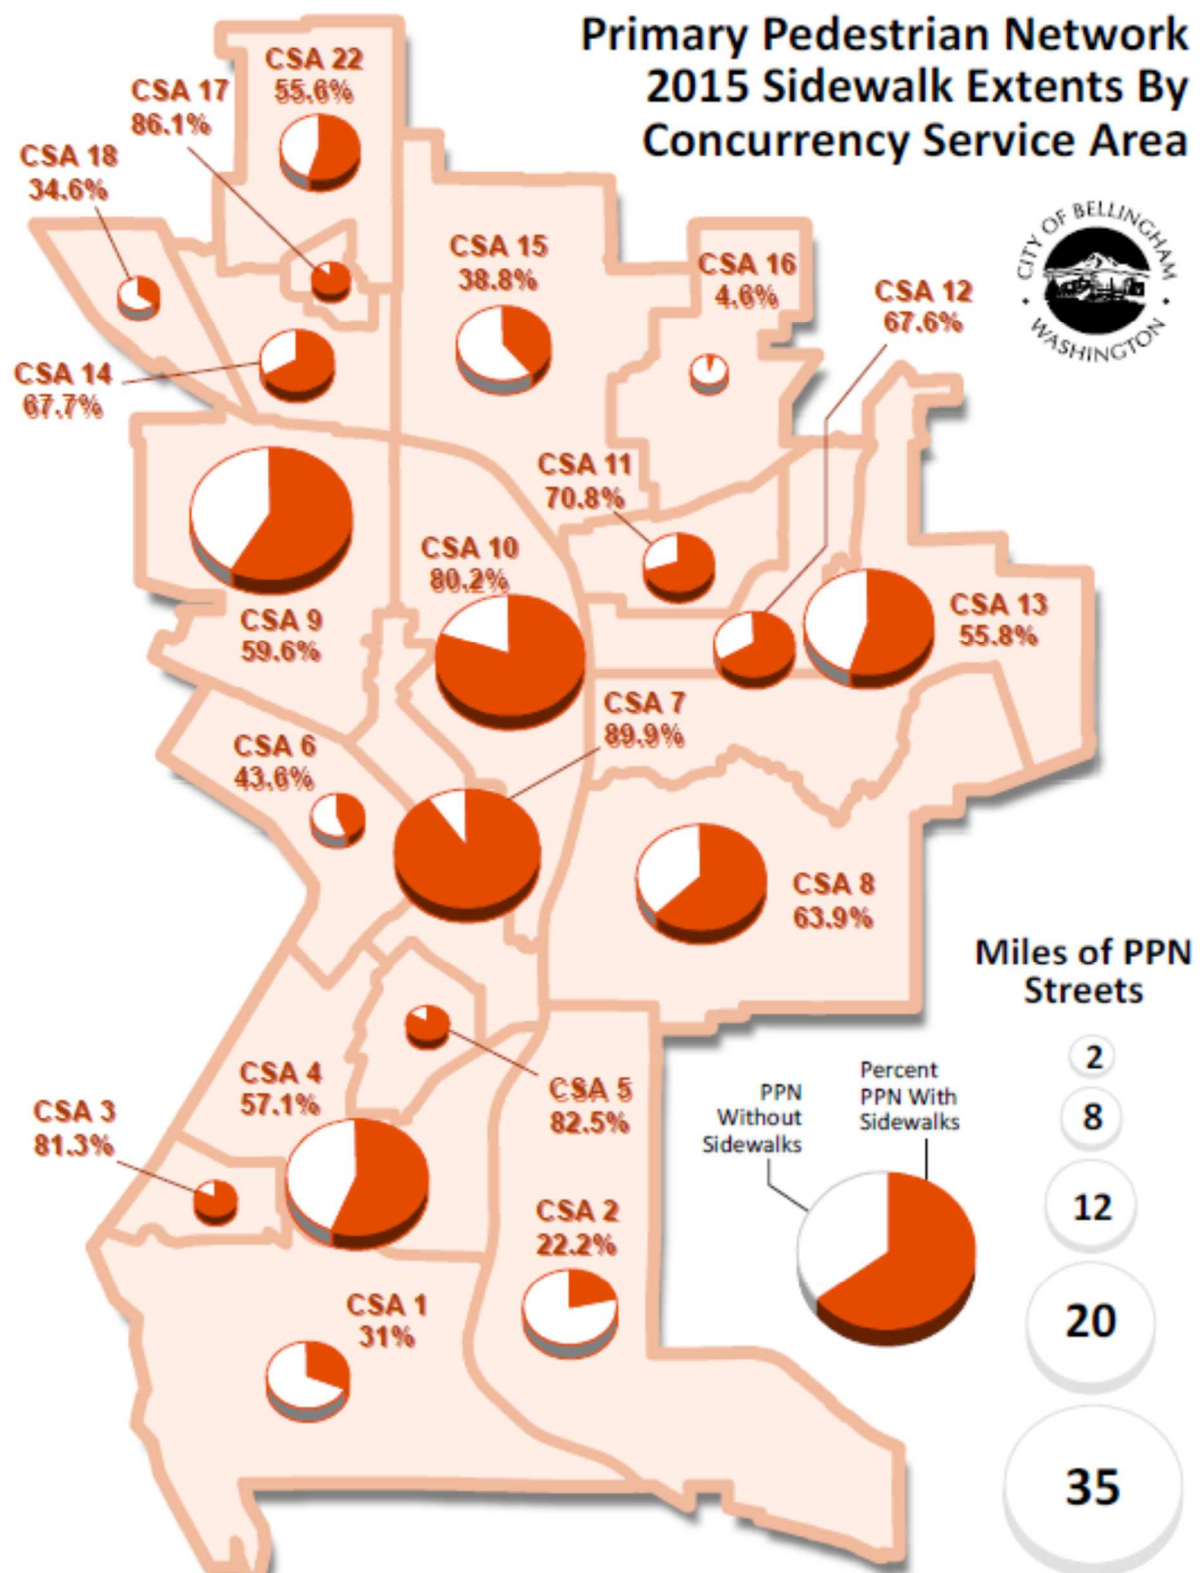 Primary Pedestrian Network
2015 Sidewalk Extents By
Concurrency Service Area
CITY OF BELLINGHAM
WASHINGTON
CSA 22
55.6%
CSA 17
86.1%
CSA 18
34.6%
CSA 15
38.8%
CSA 16
4.6%
CSA 12
67.6%
CSA 14
67.7%
CSA 11
70.8%
CSA 10
80.2%
CSA 9
59.6%
CSA 13
55.8%
CSA 7
89.9%
CSA 6
43.6%
CSA 8
63.9%
CSA 4
57.1%
CSA 5
82.5%
CSA 3
81.3%
CSA 2
22.2%
CSA 1
31%
Miles of PPN
Streets
2
8
12
20
35
PPN
Without
Sidewalks
Percent
PPN With
Sidewalks